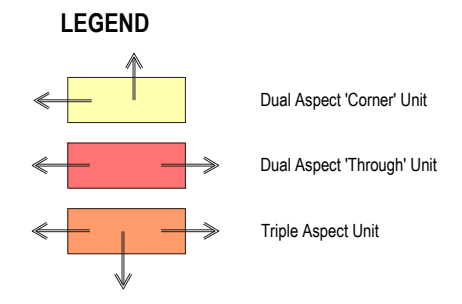 LEGEND
Dual Aspect 'Corner' Unit
Dual Aspect 'Through' Unit
Triple Aspect Unit